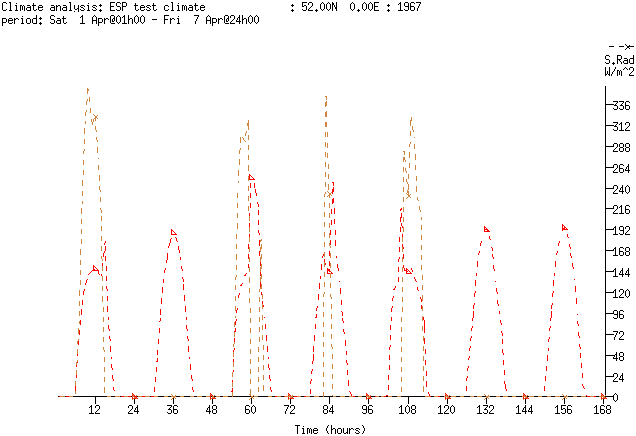 Climate analysis: ESP test climate : 52.00N 0.00E : 1967
period: Sat 1 Apr@01h00 - Fri 7 Apr@24h00
S.Rad
W/m^2
336
312
288
264
240
216
192
168
144
120
96
72
48
24
0
12 24 36 48 60 72 84 96 108 120 132 144 156 168
Time (hours)